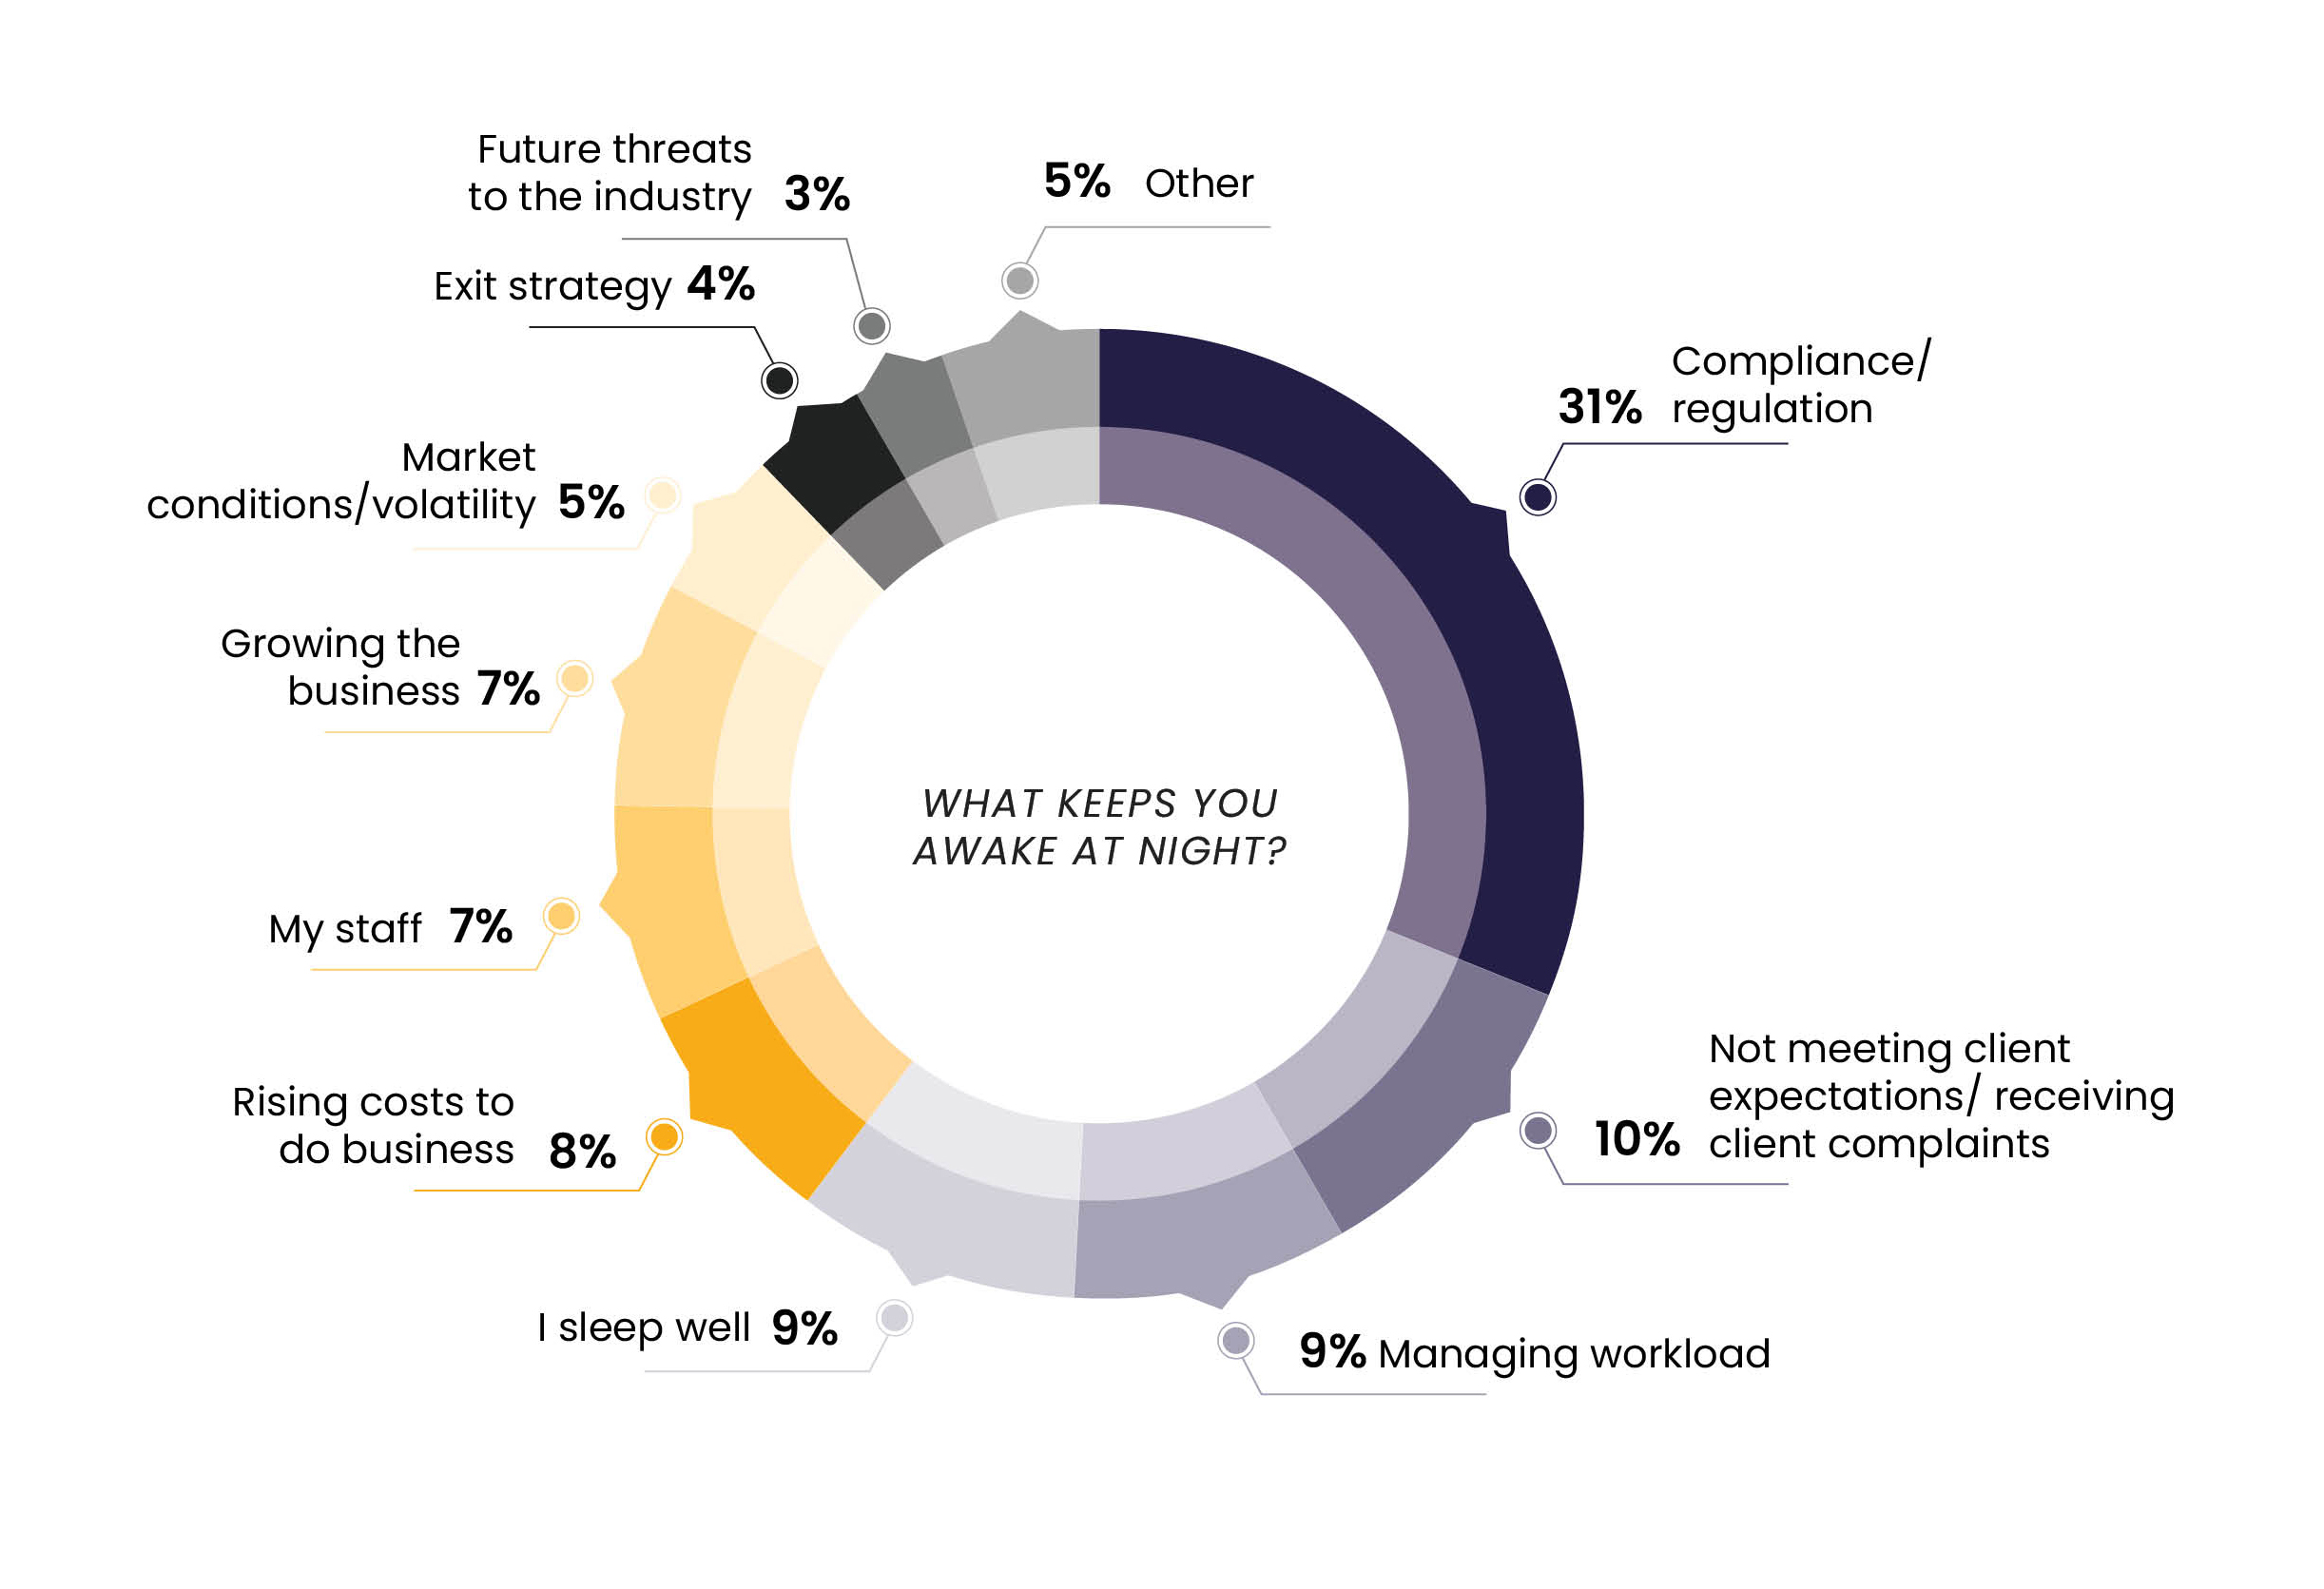 Future threats
to the industry 3%
5% Other
Exit strategy 4%
Compliance/
31% regulation
Market
conditions/volatility 5%
Growing the
business 7%
WHAT KEEPS YOU
AWAKE AT NIGHT?
My staff 7%
Not meeting client
expectations/ receiving
10% client complaints
Rising costs to
do business 8%
I sleep well 9%
9% Managing workload